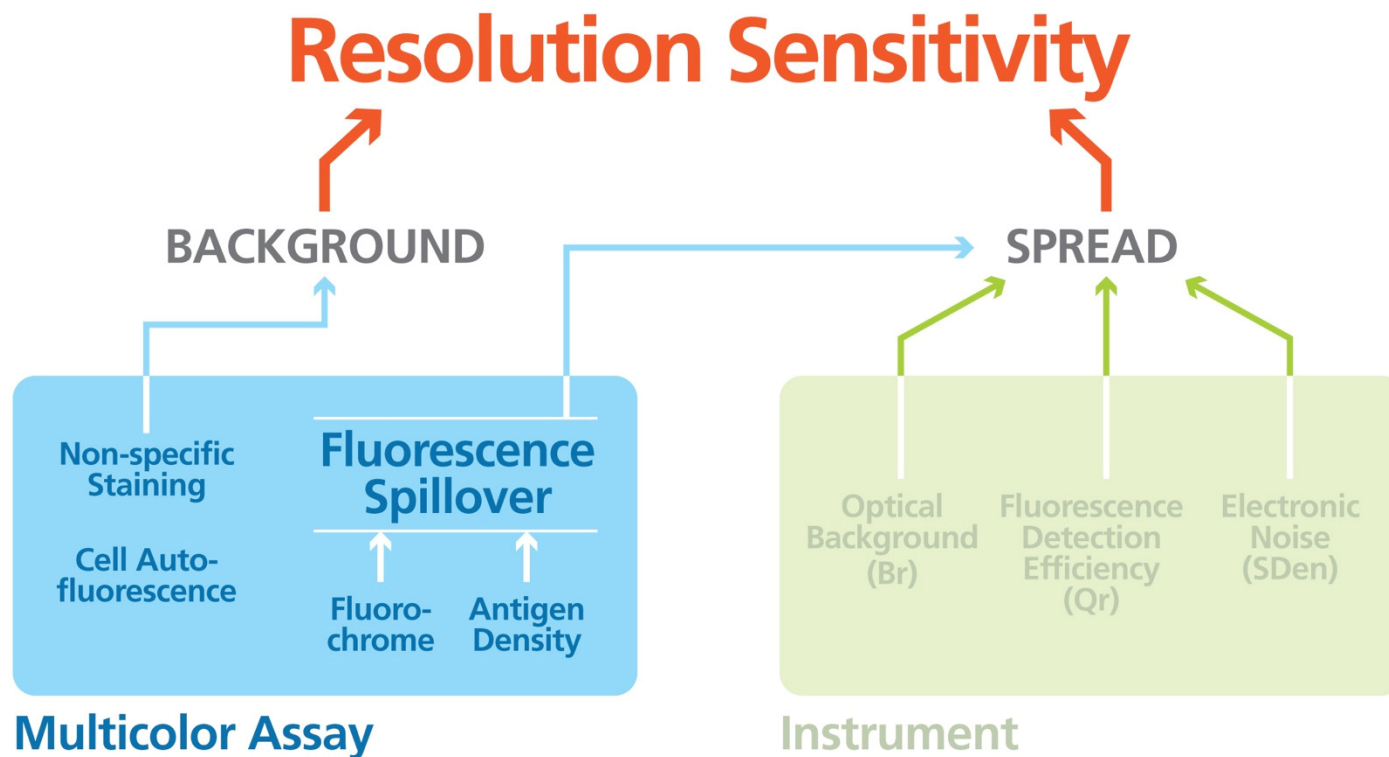 Resolution Sensitivity
BACKGROUND
SPREAD
Non-specific
Staining
Cell Auto-
fluorescence
Fluorescence
Spillover
Fluoro-
chrome
Antigen
Density
Multicolor Assay
Optical
Background
(Br)
Fluorescence
Detection
Efficiency
(Qr)
Electronic
Noise
(SDen)
Instrument